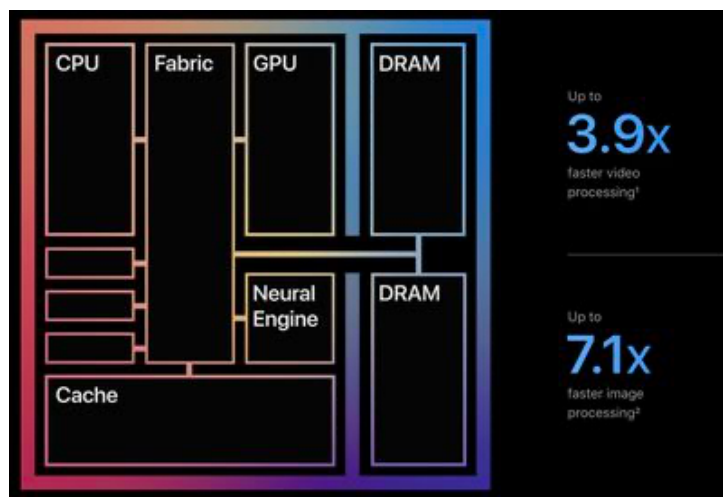 CPU
Fabric
GPU
DRAM
Neural
Engine
DRAM
Cache
Up to
3.9x
faster video
processing¹
Up to
7.1x
faster image
processing²